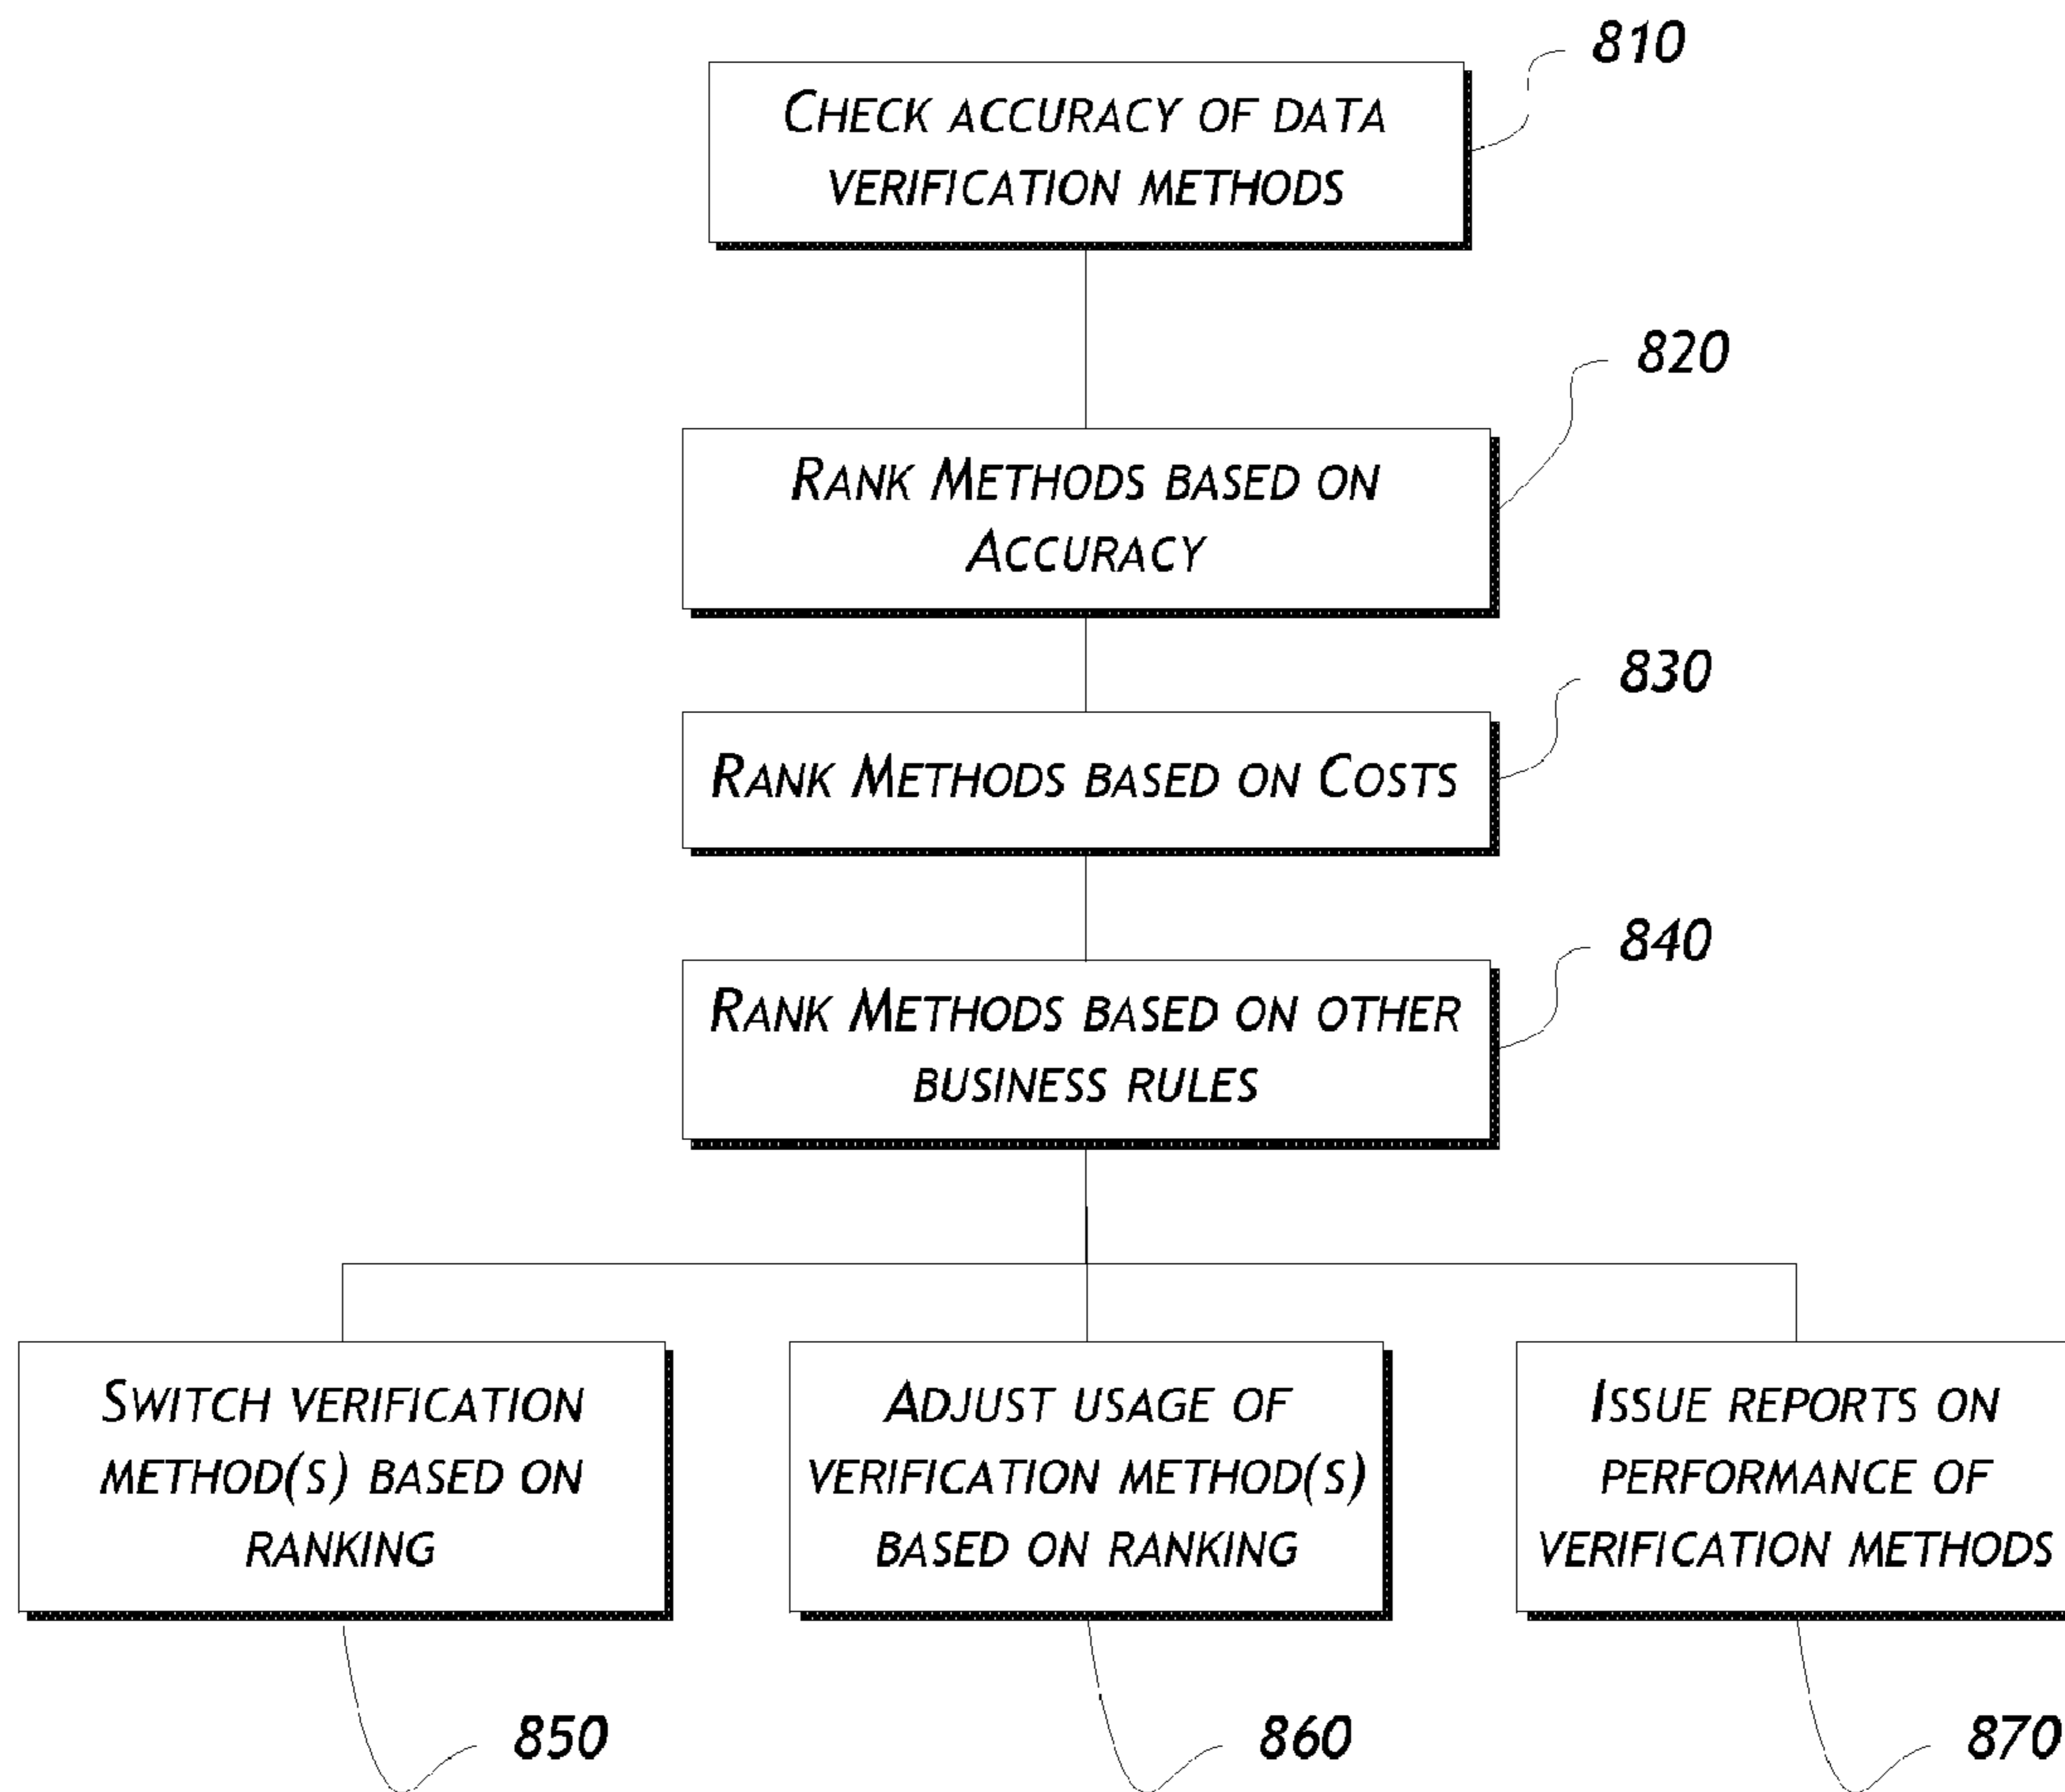 810
CHECK ACCURACY OF DATA
VERIFICATION METHODS
820
RANK METHODS BASED ON
ACCURACY
830
RANK METHODS BASED ON COSTS
840
RANK METHODS BASED ON OTHER
BUSINESS RULES
SWITCH VERIFICATION
METHOD(S) BASED ON
RANKING
ADJUST USAGE OF
VERIFICATION METHOD(S)
BASED ON RANKING
ISSUE REPORTS ON
PERFORMANCE OF
VERIFICATION METHODS
850
860
870